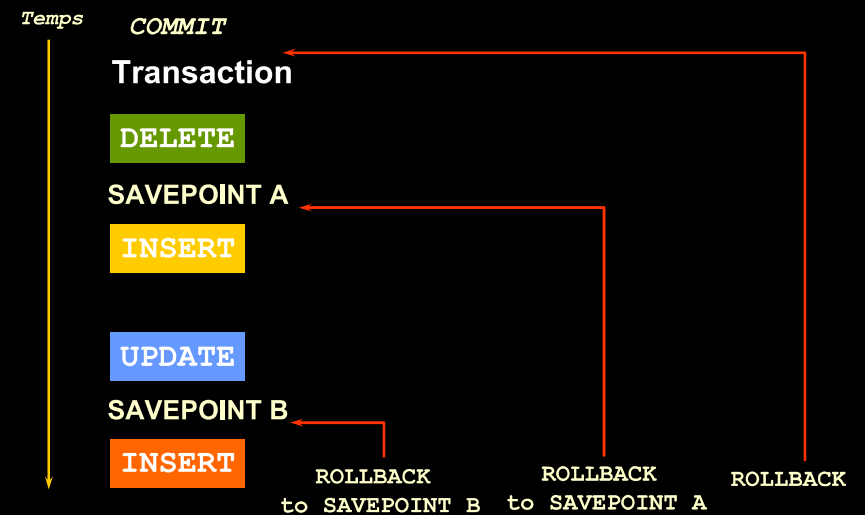 Temps
COMMIT
Transaction
DELETE
SAVEPOINT A
INSERT
UPDATE
SAVEPOINT B
INSERT
ROLLBACK
to SAVEPOINT B
ROLLBACK
to SAVEPOINT A
ROLLBACK